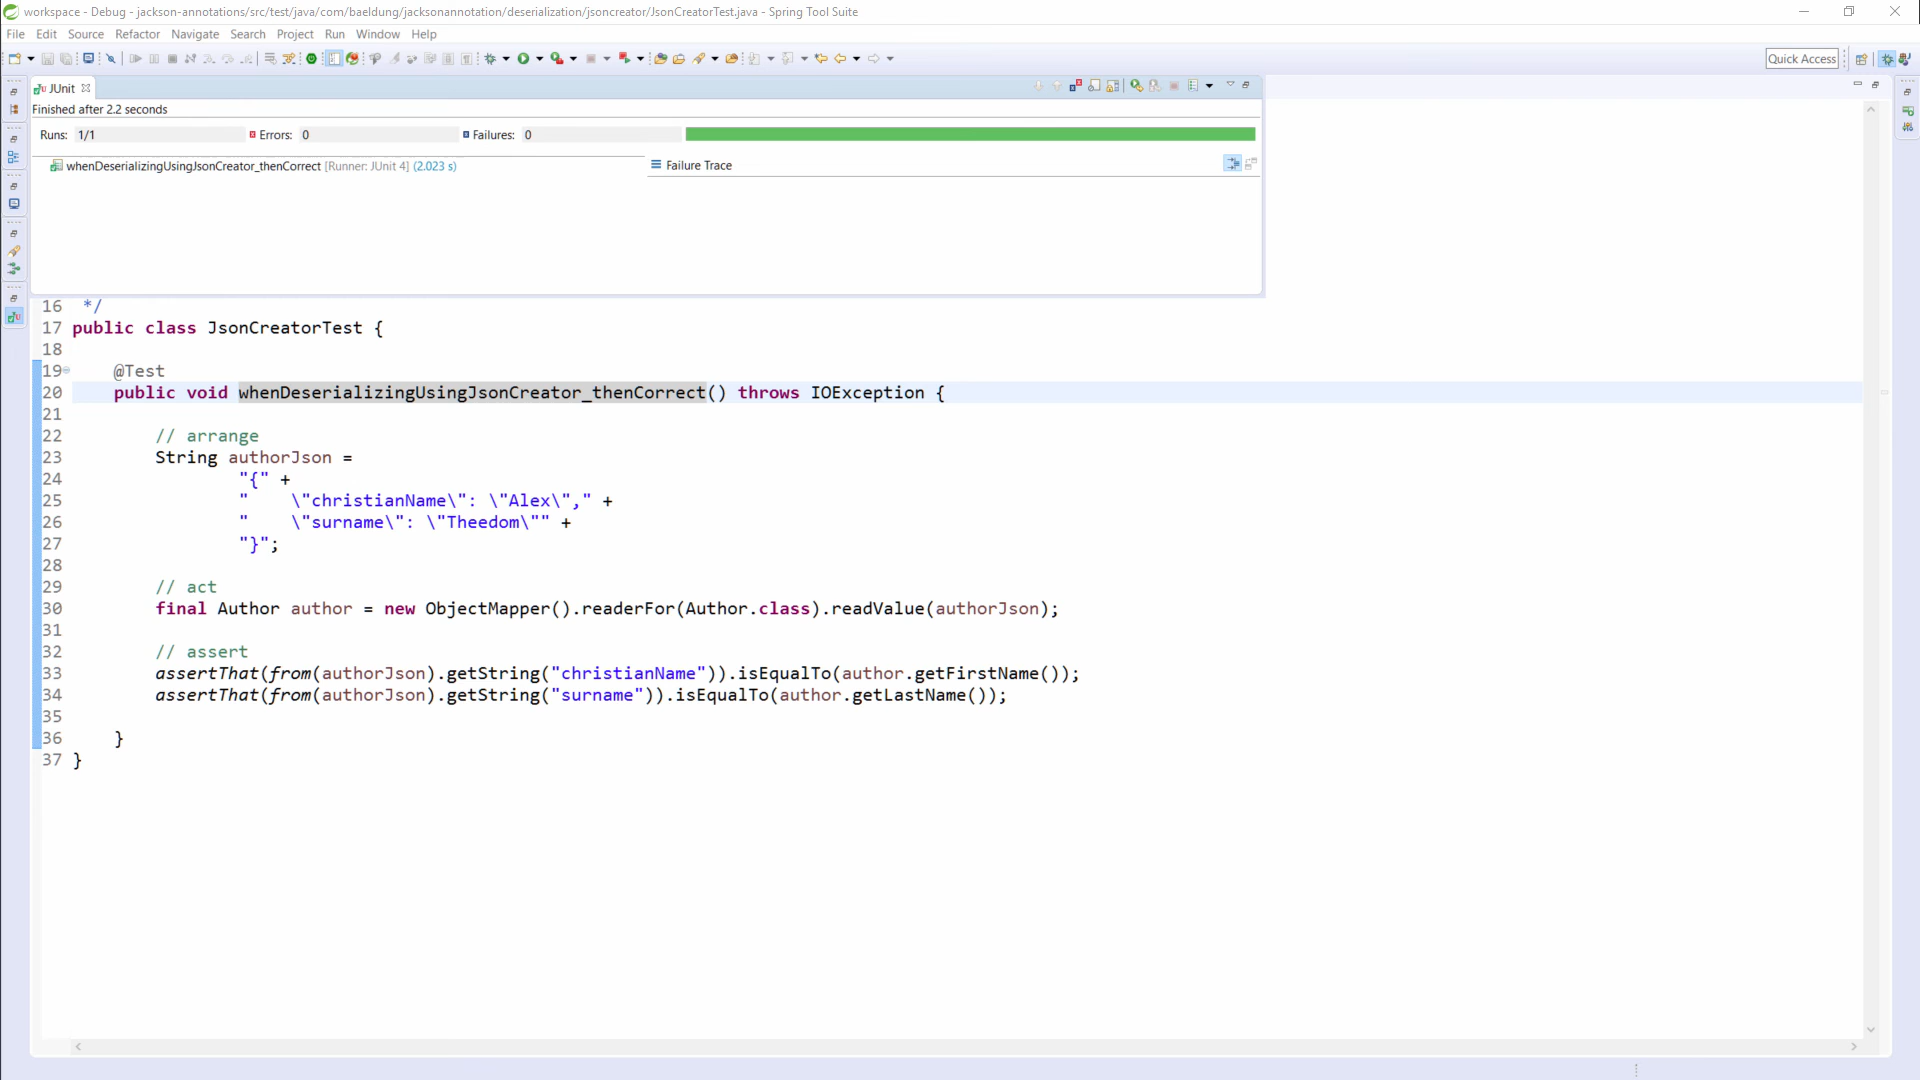 workspace - Debug - jackson-annotations/src/test/java/com/baeldung/jacksonannotation/deserialization/jsoncreator/JsonCreatorTest.java - Spring Tool Suite
File Edit Source Refactor Navigate Search Project Run Window Help
Quick Access
JUnit
Finished after 2.2 seconds
Runs: 1/1 Errors: 0 Failures: 0
whenDeserializingUsingJsonCreator_thenCorrect [Runner: JUnit 4] (2.023 s)
Failure Trace
16 */
17 public class JsonCreatorTest {
18
19 @Test
20 public void whenDeserializingUsingJsonCreator_thenCorrect() throws IOException {
21
22 // arrange
23 String authorJson =
24 "{" +
25 "    \"christianName\": \"Alex\"," +
26 "    \"surname\": \"Theedom\"" +
27 "}";
28
29 // act
30 final Author author = new ObjectMapper().readerFor(Author.class).readValue(authorJson);
31
32 // assert
33 assertThat(from(authorJson).getString("christianName")).isEqualTo(author.getFirstName());
34 assertThat(from(authorJson).getString("surname")).isEqualTo(author.getLastName());
35
36 }
37 }